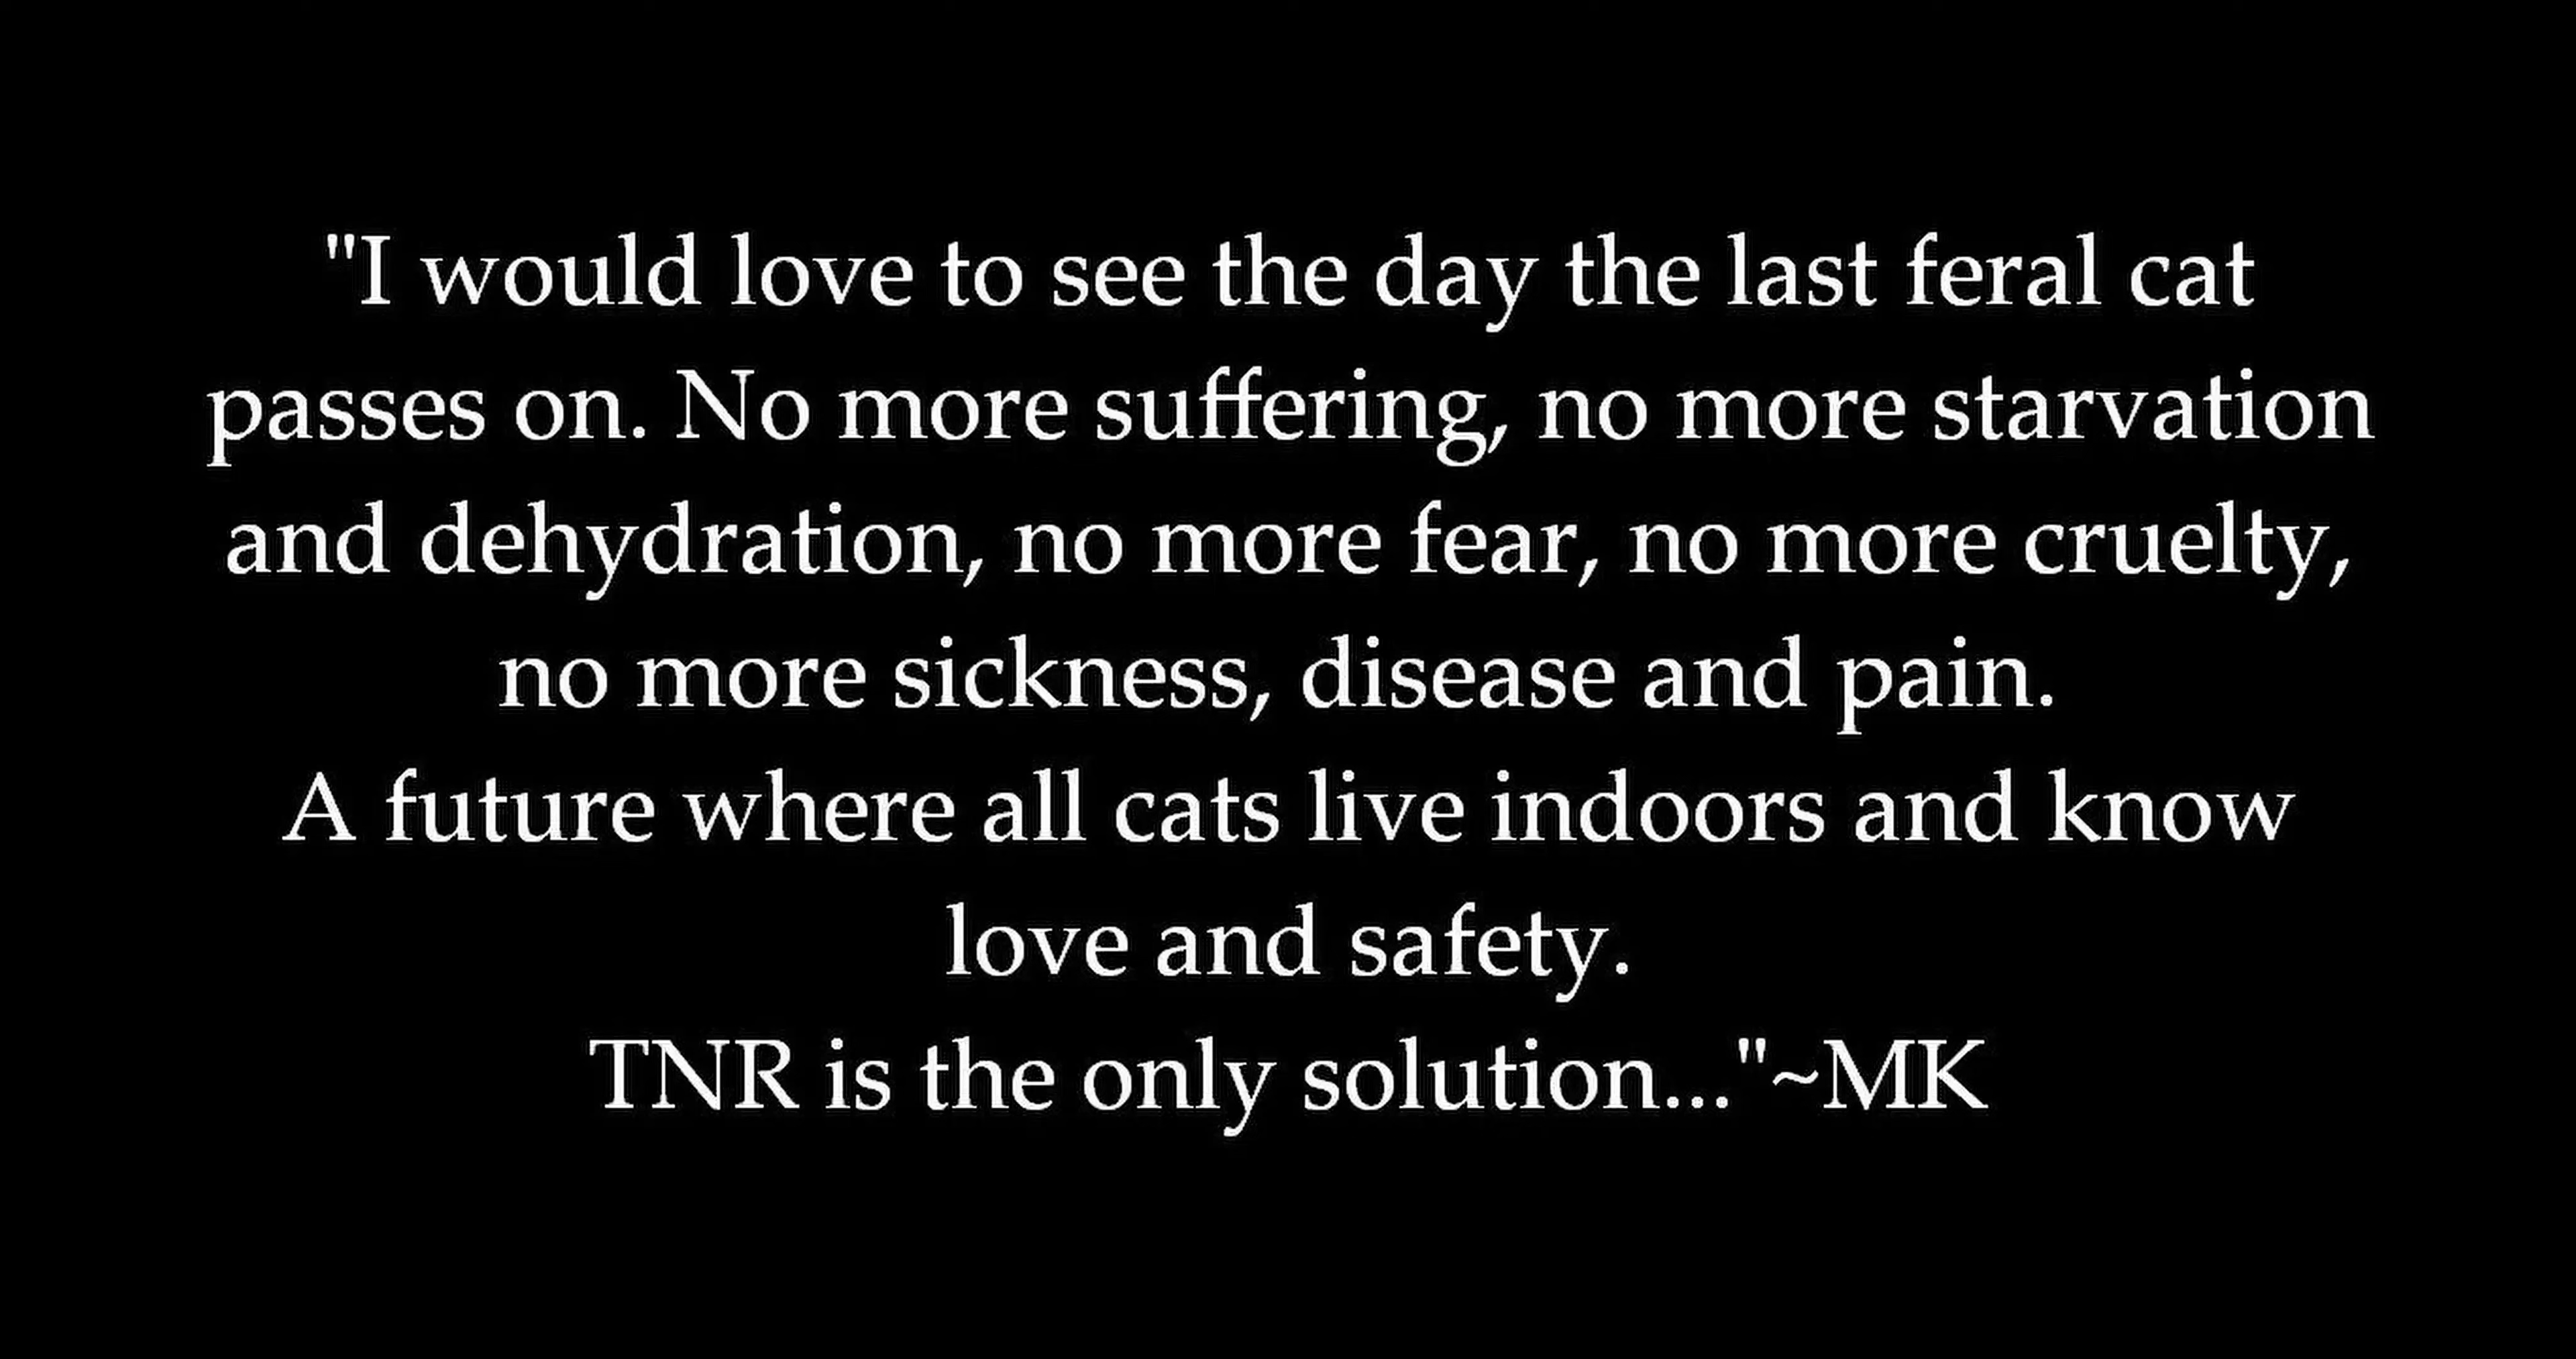 "I would love to see the day the last feral cat
passes on. No more suffering, no more starvation
and dehydration, no more fear, no more cruelty,
no more sickness, disease and pain.
A future where all cats live indoors and know
love and safety.
TNR is the only solution..."~MK